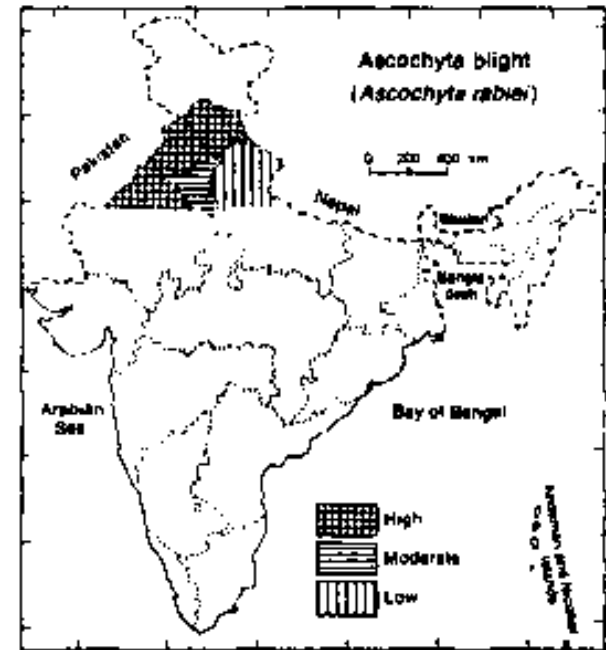 Ascochyta blight
(Ascochyta rabiei)
Pakistan
0 200 400 km
Nepal
Bhutan
Bangla-
desh
Arabian
Sea
Bay of Bengal
High
Moderate
Low